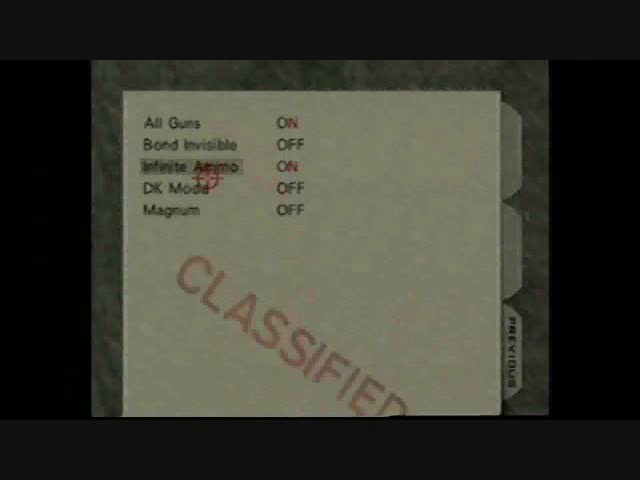 All Guns ON
Bond Invisible OFF
Infinite Ammo ON
DK Mode OFF
Magnum OFF
CLASSIFIED
PREVIOUS